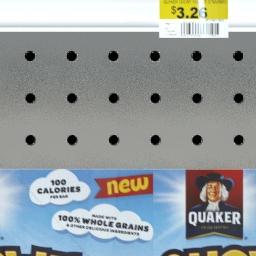 $3.26
100
CALORIES
PER BAR
new
MADE WITH
100% WHOLE GRAINS
& OTHER DELICIOUS INGREDIENTS
QUAKER